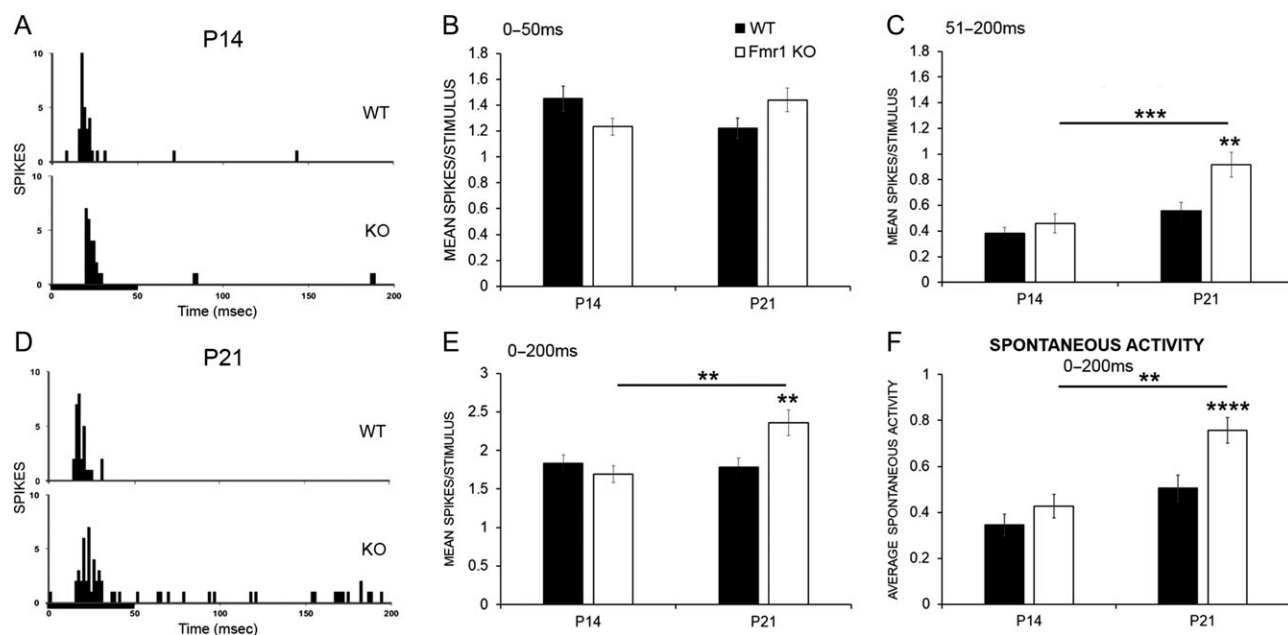 A
P14
10
5
0
WT
10
5
0
KO
SPIKES
0
50
100
150
200
Time (msec)
B
0–50ms
WT
Fmr1 KO
MEAN SPIKES/STIMULUS
1.8
1.6
1.4
1.2
1
0.8
0.6
0.4
0.2
0
P14
P21
C
51–200ms
MEAN SPIKES/STIMULUS
1.8
1.6
1.4
1.2
1
0.8
0.6
0.4
0.2
0
***
**
P14
P21
D
P21
10
5
0
WT
10
5
0
KO
SPIKES
0
50
100
150
200
Time (msec)
E
0–200ms
MEAN SPIKES/STIMULUS
3
2.5
2
1.5
1
0.5
0
**
**
P14
P21
F
SPONTANEOUS ACTIVITY
0–200ms
AVERAGE SPONTANEOUS ACTIVITY
1
0.8
0.6
0.4
0.2
0
**
****
P14
P21